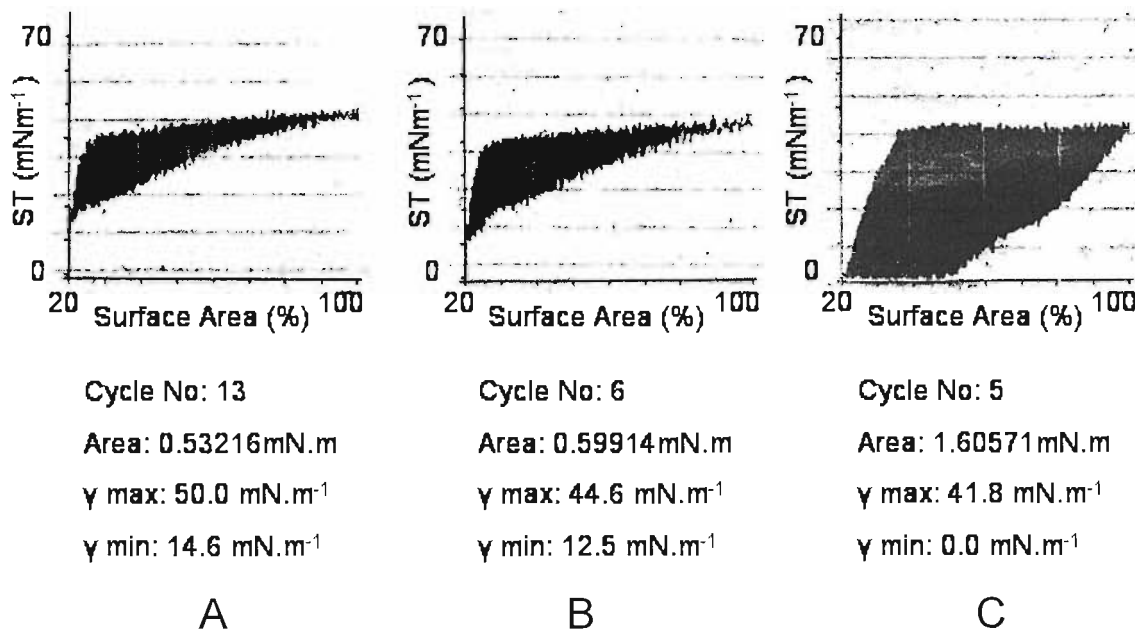 70
ST (mNm-1)
0
20
100
Surface Area (%)
Cycle No: 13
Area: 0.53216mN.m
γ max: 50.0 mN.m-1
γ min: 14.6 mN.m-1
A
70
ST (mNm-1)
0
20
100
Surface Area (%)
Cycle No: 6
Area: 0.59914mN.m
γ max: 44.6 mN.m-1
γ min: 12.5 mN.m-1
B
70
ST (mNm-1)
0
20
100
Surface Area (%)
Cycle No: 5
Area: 1.60571mN.m
γ max: 41.8 mN.m-1
γ min: 0.0 mN.m-1
C